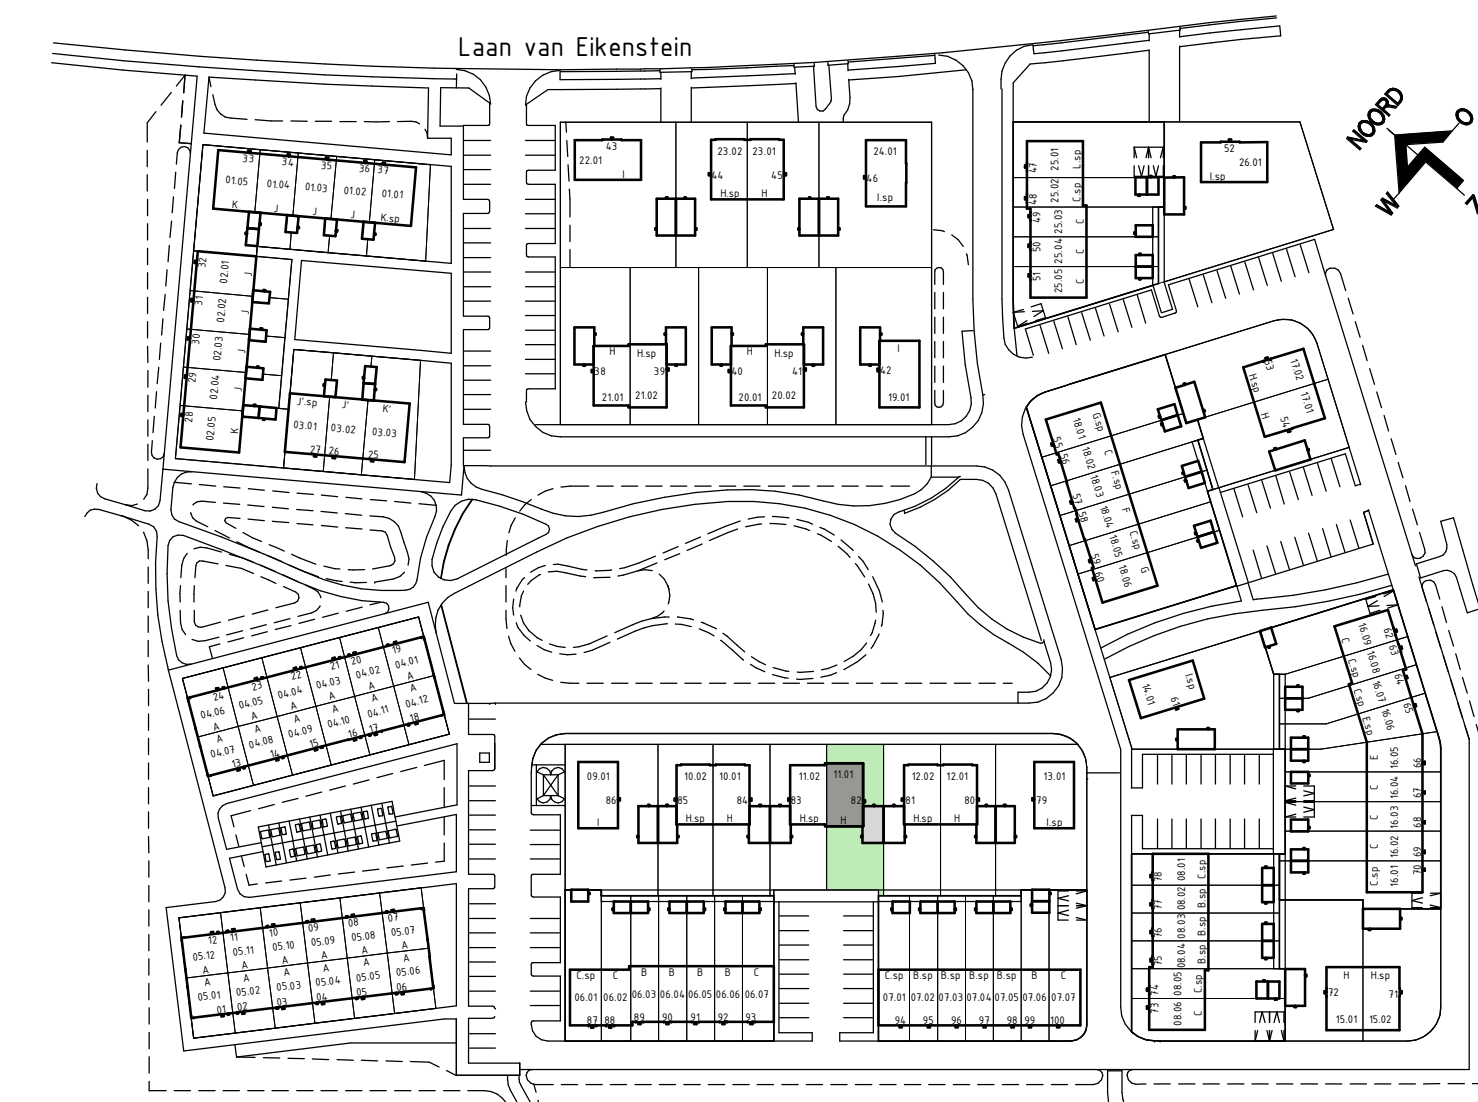 Laan van Eikenstein
NOORD
O
W
Z
33 34 35 36 37
01.05 01.04 01.03 01.02 01.01
K J J J K.sp
32 02.01 J
31 02.02 J
30 02.03 J
29 02.04 J
28 02.05 K
J'.sp J' K'
03.01 03.02 03.03
27 26 25
43
22.01
I
23.02 23.01
44 45
H.sp H
24.01
46
I.sp
H H.sp
38 39
21.01 21.02
H H.sp
40 41
20.01 20.02
I
42
19.01
47 25.01 L.sp
48 25.02 C.sp
49 25.03 C
50 25.04 C
51 25.05 C
52
26.01
I.sp
53 17.02
H.sp 17.01
H 54
G.sp
18.01 C
55 56 18.02 F.sp
57 18.03 F
58 18.04 C.sp
59 18.05 G
60 18.06
24 23 22 21 20 19
04.06 04.05 04.04 04.03 04.02 04.01
A A A A A A
A A A A A A
04.07 04.08 04.09 04.10 04.11 04.12
13 14 15 16 17 18
12 11 10 09 08 07
05.12 05.11 05.10 05.09 05.08 05.07
A A A A A A
A A A A A A
05.01 05.02 05.03 05.04 05.05 05.06
01 02 03 04 05 06
09.01
86
I
10.02 10.01
85 84
H.sp H
11.02 11.01
83 82
H.sp H
12.02 12.01
81 80
H.sp H
13.01
79
I.sp
C.sp C B B B B C
06.01 06.02 06.03 06.04 06.05 06.06 06.07
87 88 89 90 91 92 93
C.sp B.sp B.sp B.sp B.sp B C
07.01 07.02 07.03 07.04 07.05 07.06 07.07
94 95 96 97 98 99 100
14.01 I.sp
61
C 16.09 62
C.sp 16.08 63
C.sp 16.07 64
E.sp 16.06 65
E 16.05 66
C 16.04 67
C 16.03 68
C 16.02 69
C.sp 16.01 70
78 08.01 C.sp
77 08.02 B.sp
76 08.03 B.sp
75 08.04 B.sp
74 08.05 C.sp
73 08.06 C
H H.sp
72 71
15.01 15.02